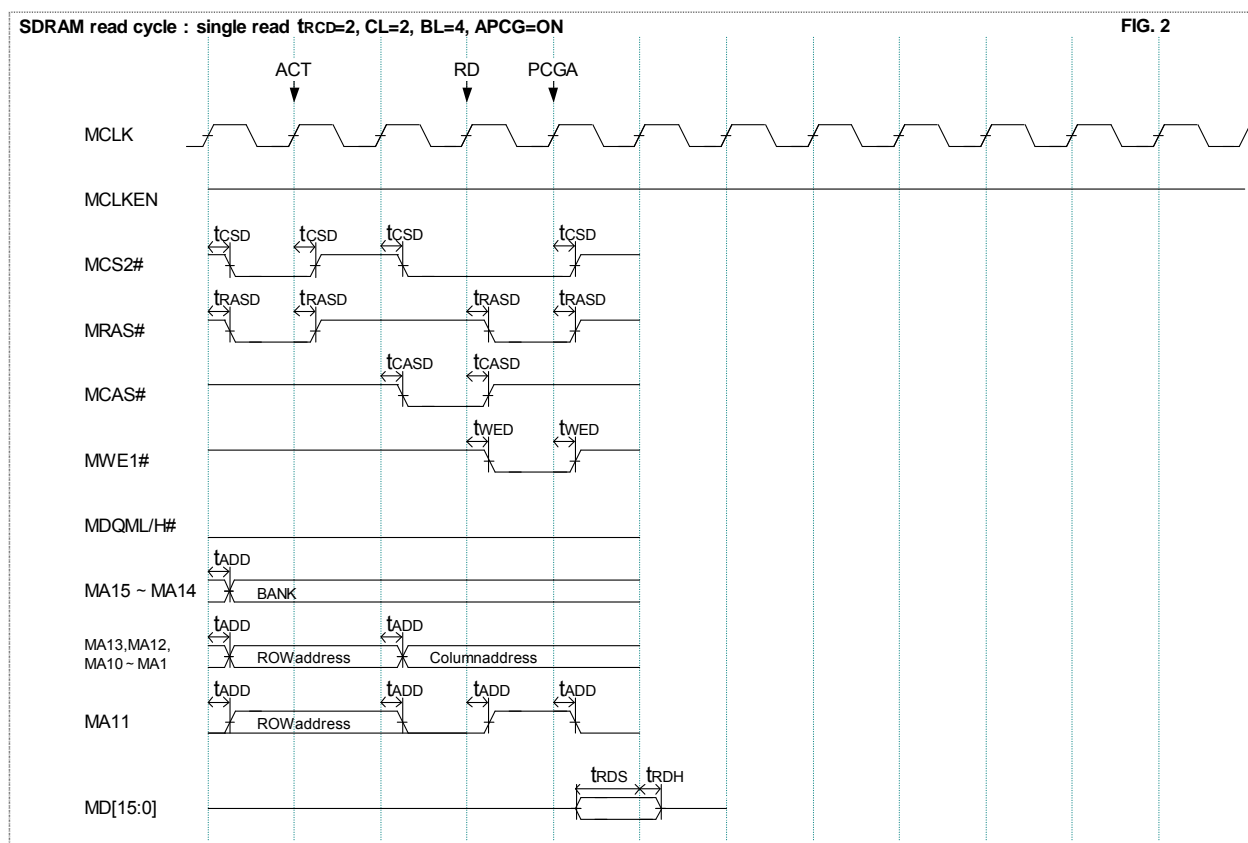 SDRAM read cycle : single read tRCD=2, CL=2, BL=4, APCG=ON FIG. 2
ACT RD PCGA
MCLK
MCLKEN
tCSD tCSD tCSD tCSD
MCS2#
tRASD tRASD tRASD tRASD
MRAS#
tCASD tCASD
MCAS#
tWED tWED
MWE1#
MDQML/H#
tADD
MA15 ~ MA14 BANK
tADD tADD
MA13,MA12,
MA10 ~ MA1 ROWaddress Columnaddress
tADD tADD tADD tADD
MA11 ROWaddress
tRDS tRDH
MD[15:0]